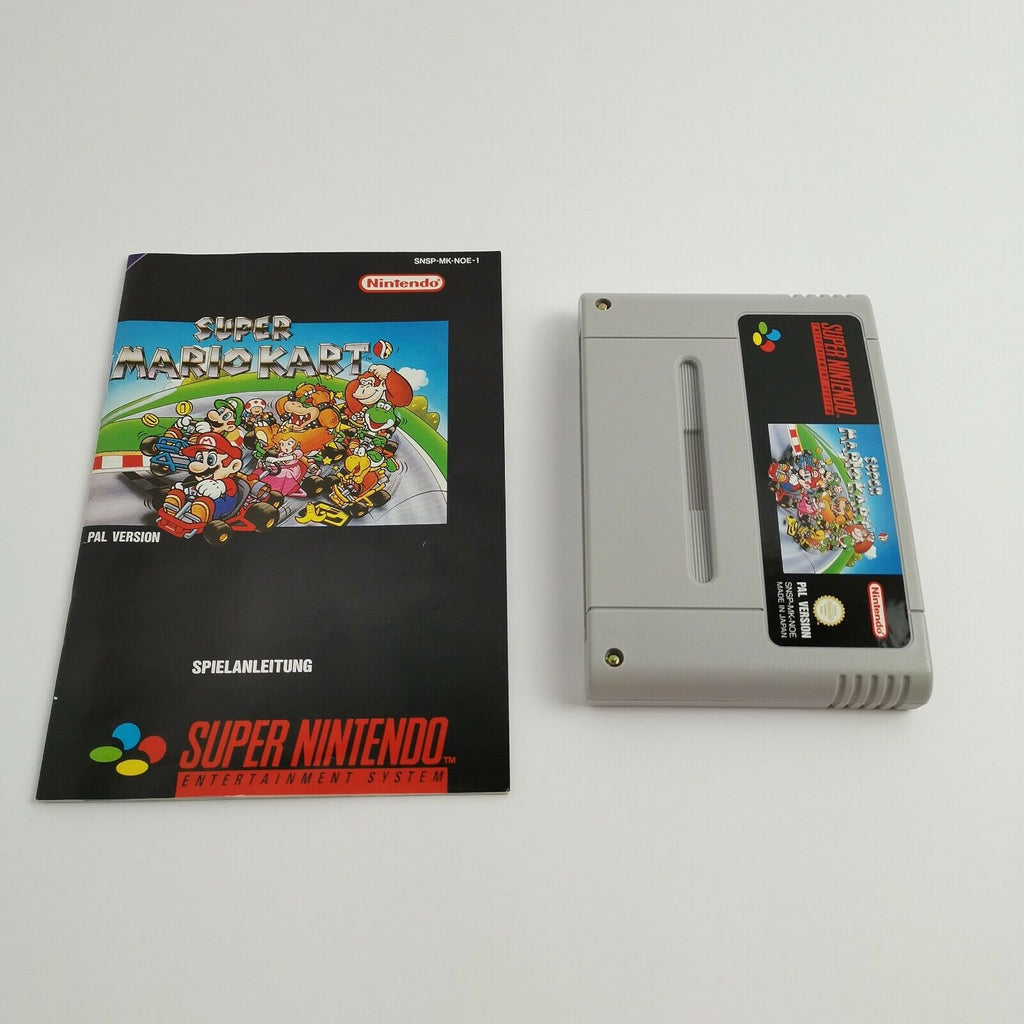 SNSP-MK-NOE-1
Nintendo
SUPER
MARIO KART
PAL VERSION
SPIELANLEITUNG
SUPER NINTENDO TM
ENTERTAINMENT SYSTEM
SUPER NINTENDO
ENTERTAINMENT SYSTEM
SUPER
MARIO KART
Nintendo
PAL VERSION
SNSP-MK-NOE
MADE IN JAPAN